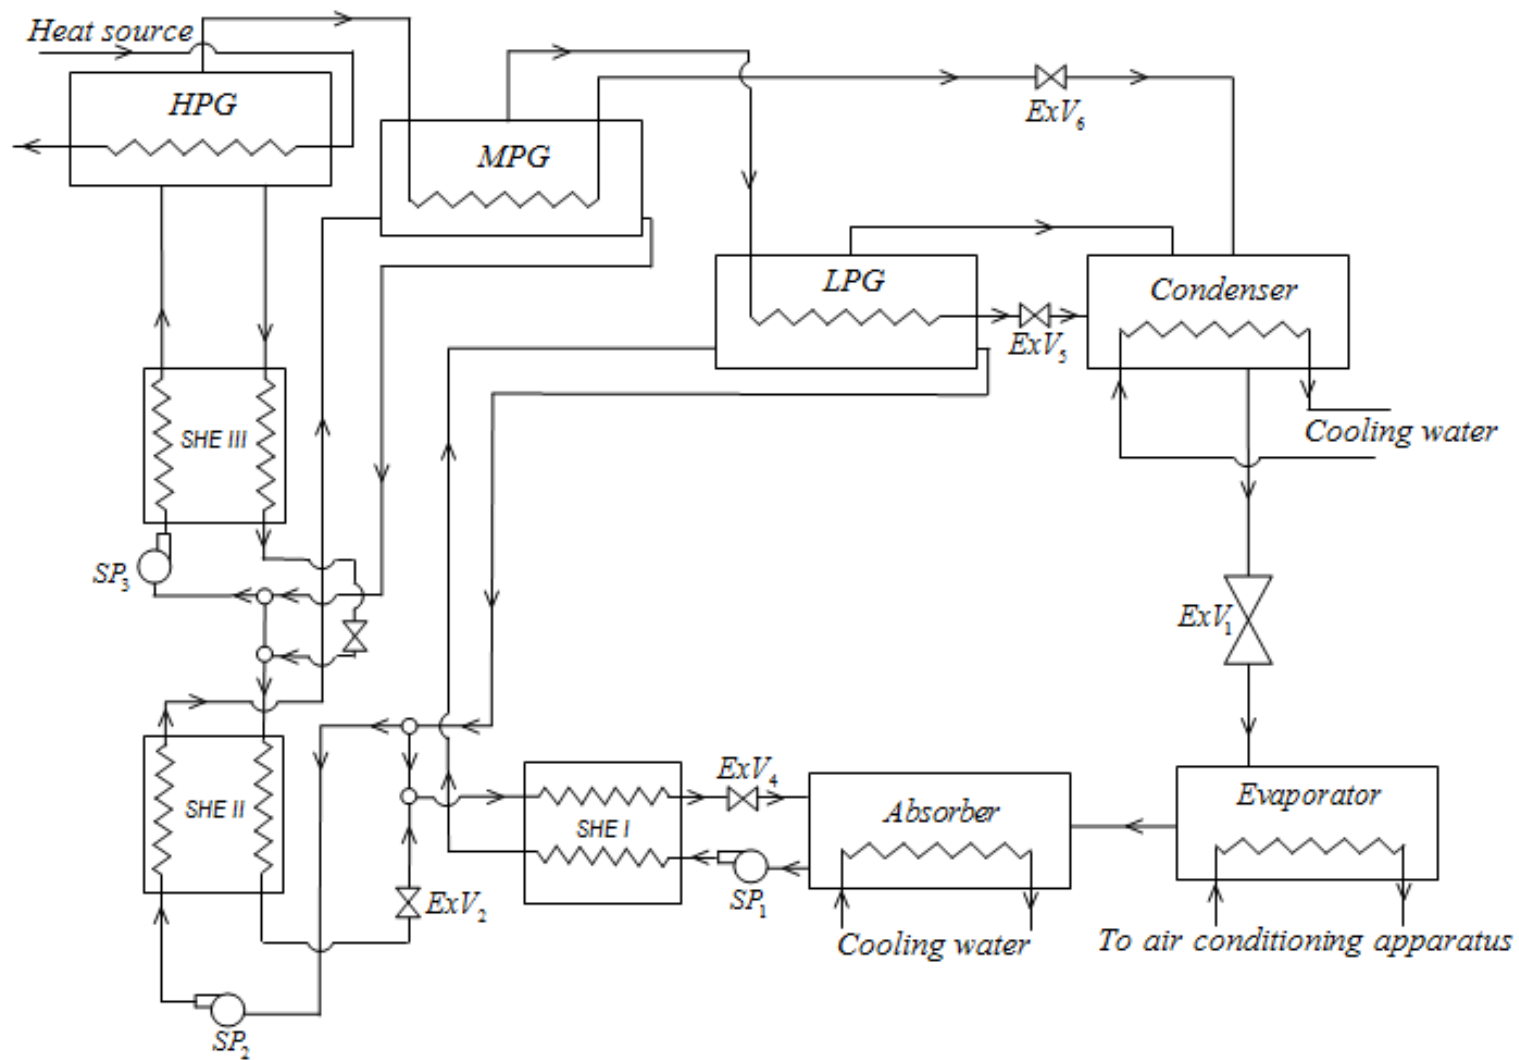 Heat source
HPG
MPG
ExV6
LPG
Condenser
ExV5
Cooling water
SHE III
SP3
ExV1
SHE II
ExV2
SHE I
ExV4
SP1
Absorber
Evaporator
Cooling water
To air conditioning apparatus
SP2